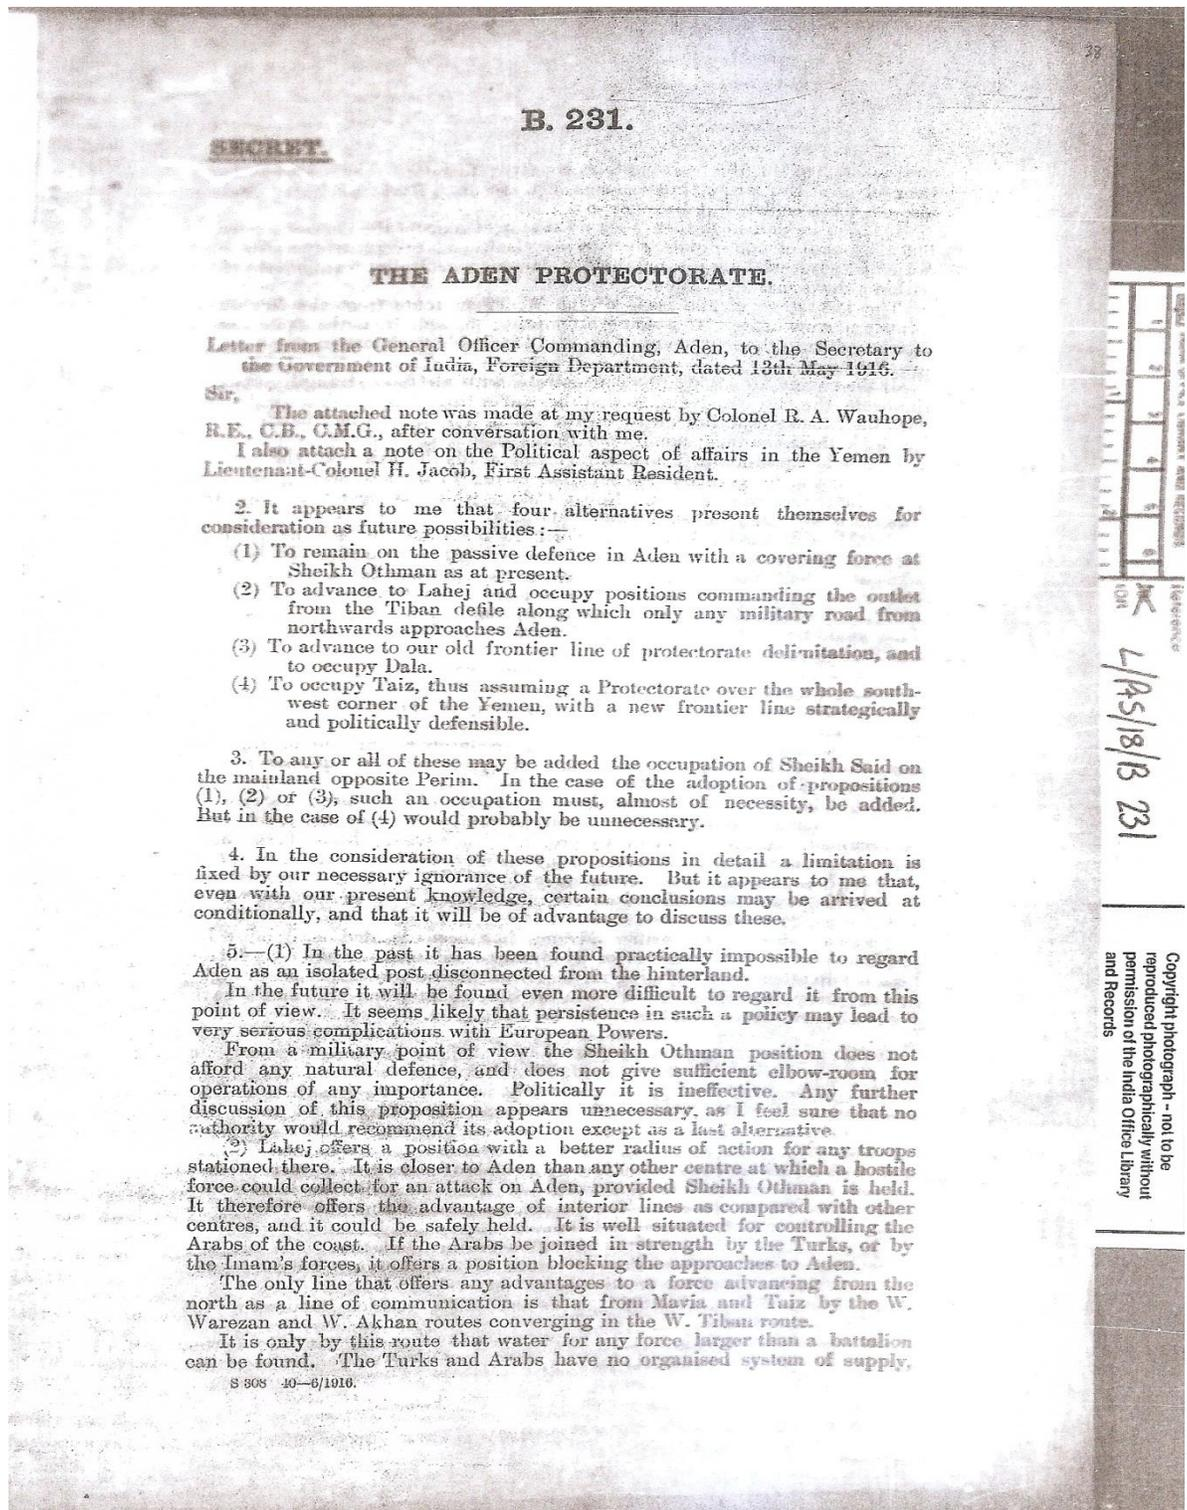 38
B. 231.
SECRET.
THE ADEN PROTECTORATE.
Letter from the General Officer Commanding, Aden, to the Secretary to
the Government of India, Foreign Department, dated 13th May 1916.
Sir,
The attached note was made at my request by Colonel R. A. Wauhope,
R.E., C.B., C.M.G., after conversation with me.
I also attach a note on the Political aspect of affairs in the Yemen by
Lieutenant-Colonel H. Jacob, First Assistant Resident.
2. It appears to me that four alternatives present themselves for
consideration as future possibilities:—
(1) To remain on the passive defence in Aden with a covering force at
Sheikh Othman as at present.
(2) To advance to Lahej and occupy positions commanding the outlet
from the Tiban defile along which only any military road from
northwards approaches Aden.
(3) To advance to our old frontier line of protectorate delimitation, and
to occupy Dala.
(4) To occupy Taiz, thus assuming a Protectorate over the whole south-
west corner of the Yemen, with a new frontier line strategically
and politically defensible.
3. To any or all of these may be added the occupation of Sheikh Said on
the mainland opposite Perim. In the case of the adoption of propositions
(1), (2) or (3), such an occupation must, almost of necessity, be added.
But in the case of (4) would probably be unnecessary.
4. In the consideration of these propositions in detail a limitation is
fixed by our necessary ignorance of the future. But it appears to me that,
even with our present knowledge, certain conclusions may be arrived at
conditionally, and that it will be of advantage to discuss these.
5.—(1) In the past it has been found practically impossible to regard
Aden as an isolated post disconnected from the hinterland.
In the future it will be found even more difficult to regard it from this
point of view. It seems likely that persistence in such a policy may lead to
very serious complications with European Powers.
From a military point of view the Sheikh Othman position does not
afford any natural defence, and does not give sufficient elbow-room for
operations of any importance. Politically it is ineffective. Any further
discussion of this proposition appears unnecessary, as I feel sure that no
authority would recommend its adoption except as a last alternative.
(2) Lahej offers a position with a better radius of action for any troops
stationed there. It is closer to Aden than any other centre at which a hostile
force could collect for an attack on Aden, provided Sheikh Othman is held.
It therefore offers the advantage of interior lines as compared with other
centres, and it could be safely held. It is well situated for controlling the
Arabs of the coast. If the Arabs be joined in strength by the Turks, or by
the Imam's forces, it offers a position blocking the approaches to Aden.
The only line that offers any advantages to a force advancing from the
north as a line of communication is that from Mavia and Taiz by the W.
Warezan and W. Akhan routes converging in the W. Tiban route.
It is only by this route that water for any force larger than a battalion
can be found. The Turks and Arabs have no organised system of supply.
S 308 40—6/1916.
Reference
L/PS/18/B 231
Copyright photograph - not to be
reproduced photographically without
permission of the India Office Library
and Records